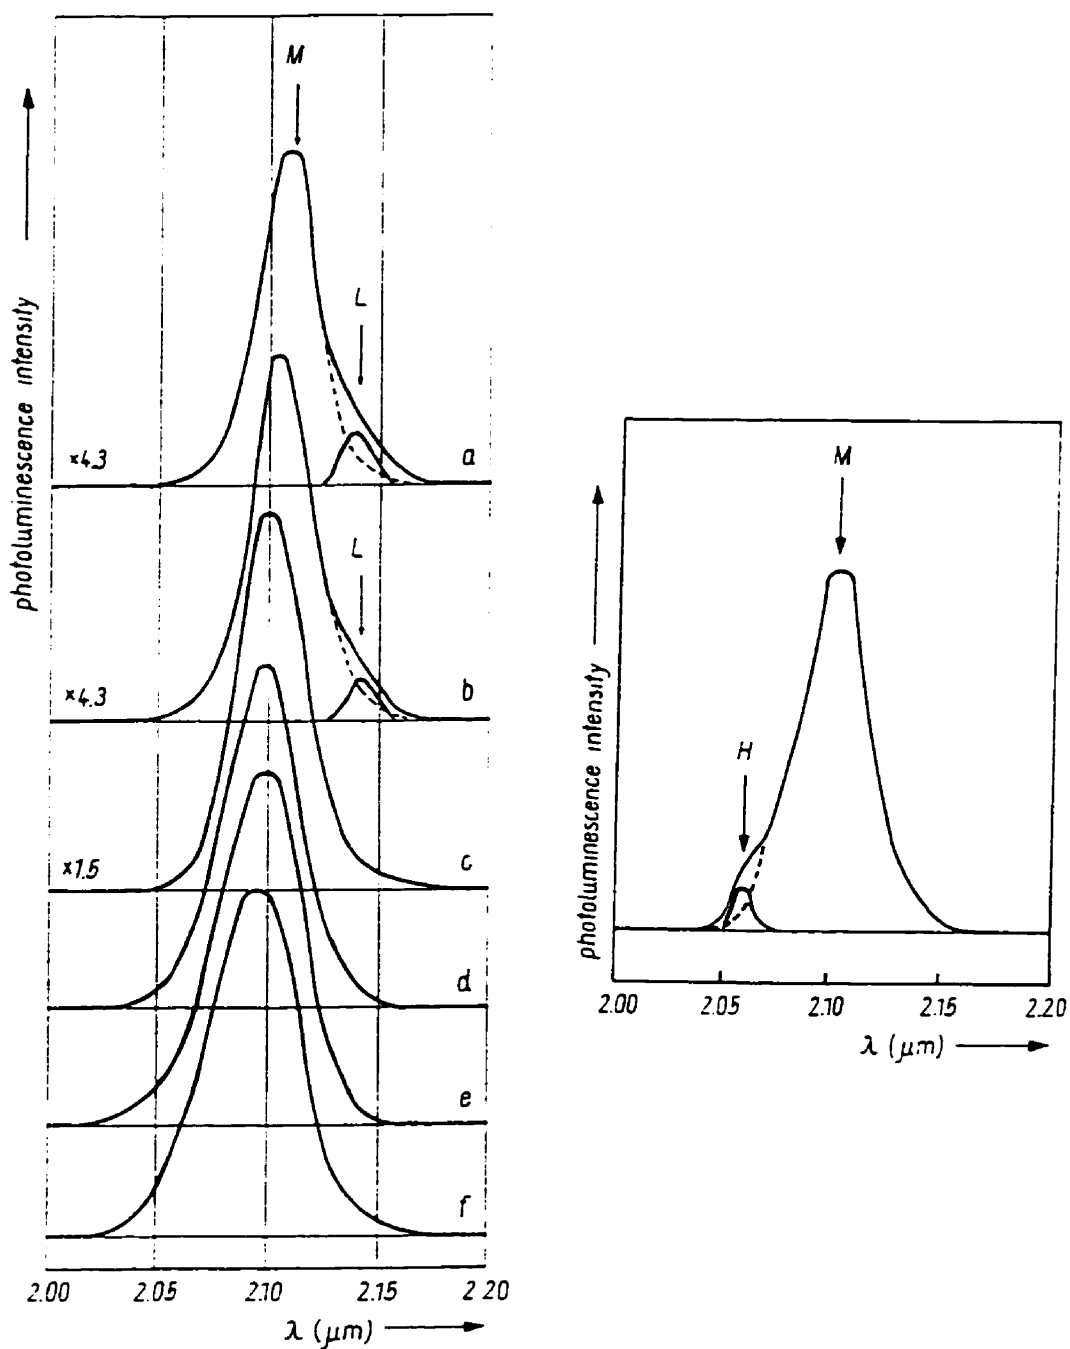 photoluminescence intensity
M
L
×4.3
a
L
×4.3
b
×1.5
c
d
e
f
2.00 2.05 2.10 2.15 2 20
λ (μm)
photoluminescence intensity
M
H
2.00 2.05 2.10 2.15 2.20
λ (μm)